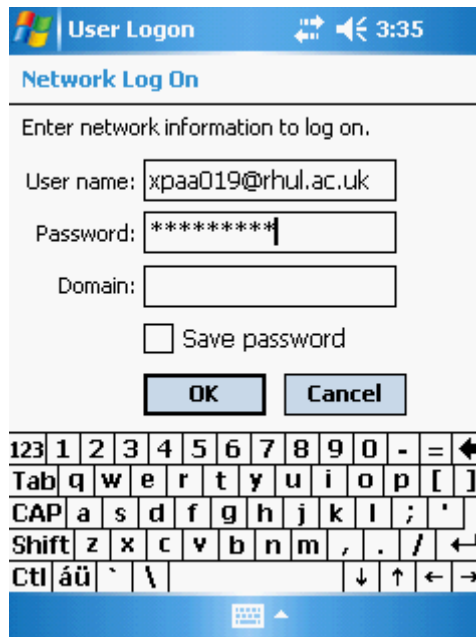 User Logon 3:35
Network Log On
Enter network information to log on.
User name: xpaa019@rhul.ac.uk
Password: *********
Domain:
Save password
OK Cancel
123 1 2 3 4 5 6 7 8 9 0 - =
Tab q w e r t y u i o p [ ]
CAP a s d f g h j k l ; '
Shift z x c v b n m , . /
Ctl áü ` \ ↓ ↑ ← →